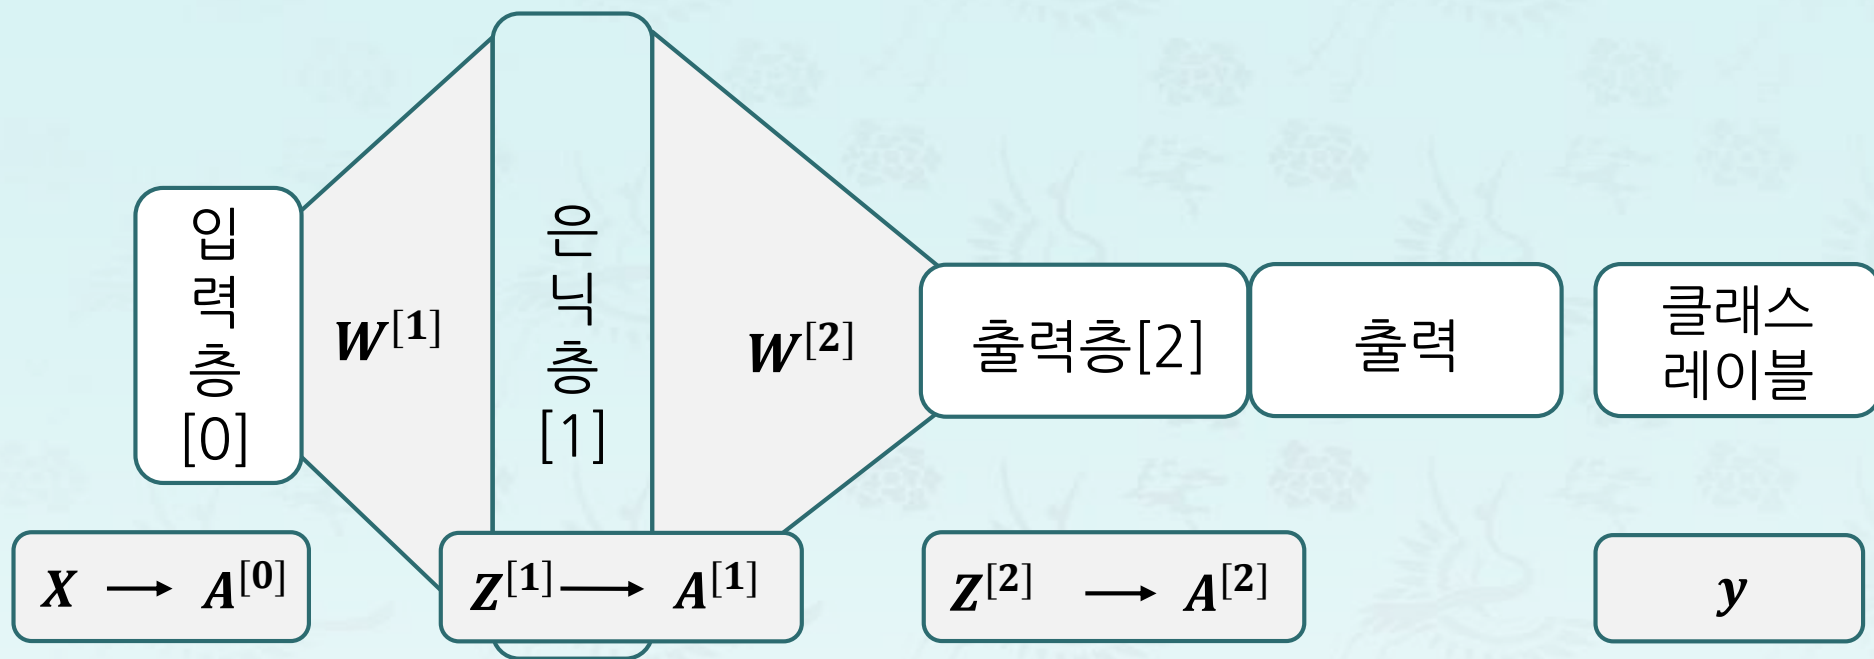 입
력
층
[0]
W^[1]
은
닉
층
[1]
W^[2]
출력층[2]
출력
클래스
레이블
X → A^[0]
Z^[1] → A^[1]
Z^[2] → A^[2]
y